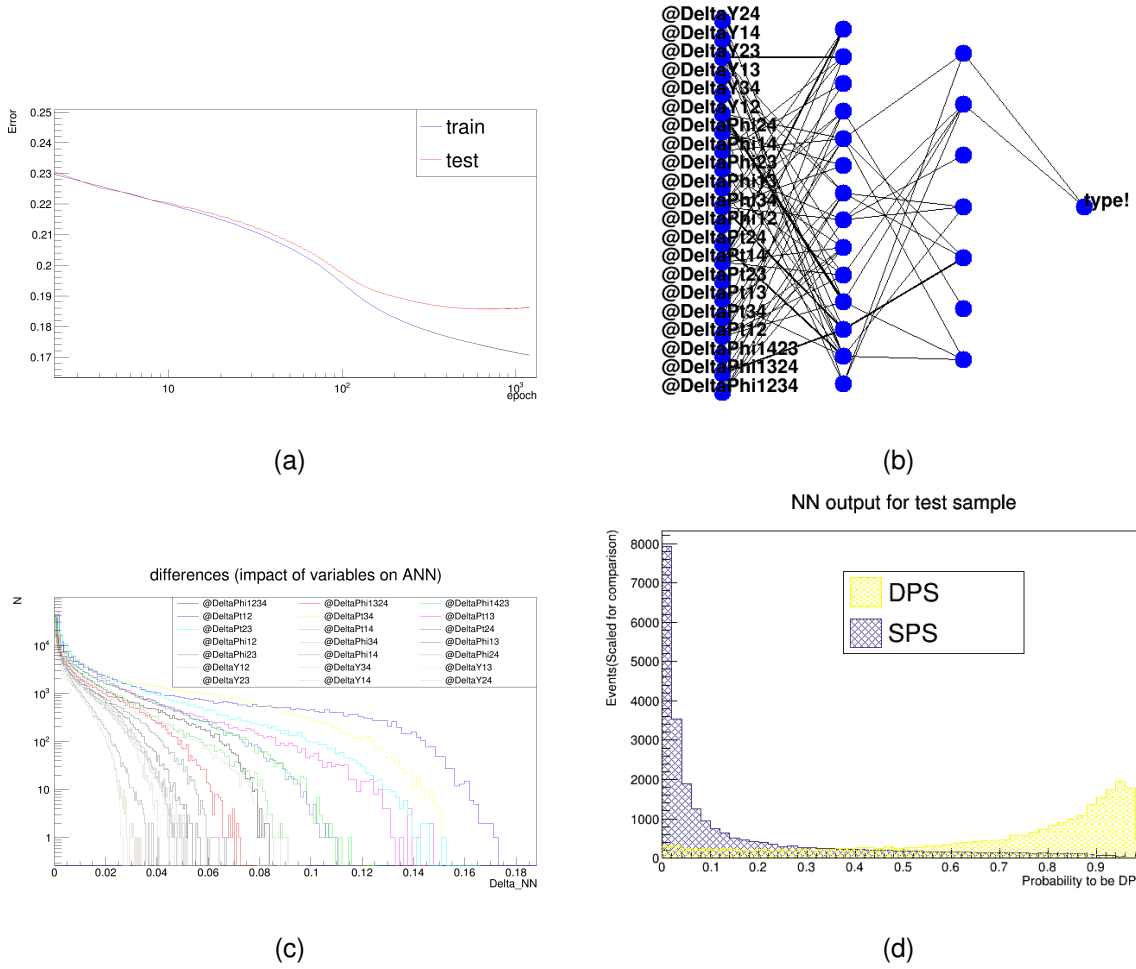 Error
0.25
0.24
0.23
0.22
0.21
0.2
0.19
0.18
0.17
train
test
10
10²
10³
epoch
(a)
@DeltaY24
@DeltaY14
@DeltaY23
@DeltaY13
@DeltaY34
@DeltaY12
@DeltaPhi24
@DeltaPhi14
@DeltaPhi23
@DeltaPhi13
@DeltaPhi34
@DeltaPhi12
@DeltaPt24
@DeltaPt14
@DeltaPt23
@DeltaPt13
@DeltaPt34
@DeltaPt12
@DeltaPhi1423
@DeltaPhi1324
@DeltaPhi1234
type!
(b)
differences (impact of variables on ANN)
N
10⁴
10³
10²
10
1
@DeltaPhi1234 @DeltaPhi1324 @DeltaPhi1423
@DeltaPt12 @DeltaPt34 @DeltaPt13
@DeltaPt23 @DeltaPt14 @DeltaPt24
@DeltaPhi12 @DeltaPhi34 @DeltaPhi13
@DeltaPhi23 @DeltaPhi14 @DeltaPhi24
@DeltaY12 @DeltaY34 @DeltaY13
@DeltaY23 @DeltaY14 @DeltaY24
0 0.02 0.04 0.06 0.08 0.1 0.12 0.14 0.16 0.18
Delta_NN
(c)
NN output for test sample
Events(Scaled for comparison)
8000
7000
6000
5000
4000
3000
2000
1000
0
DPS
SPS
0 0.1 0.2 0.3 0.4 0.5 0.6 0.7 0.8 0.9
Probability to be DP
(d)